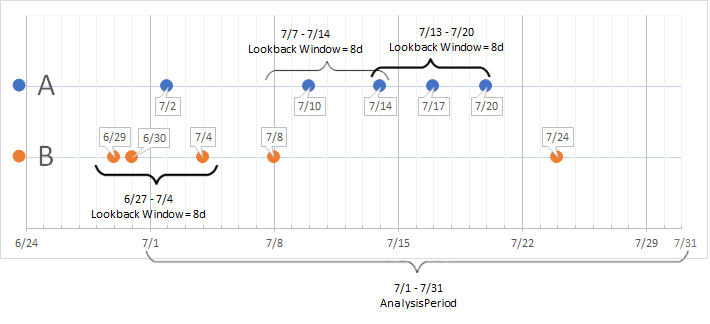 7/7 - 7/14
Lookback Window = 8d
7/13 - 7/20
Lookback Window = 8d
A
7/2
7/10
7/14
7/17
7/20
B
6/29
6/30
7/4
7/8
7/24
6/27 - 7/4
Lookback Window = 8d
6/24
7/1
7/8
7/15
7/22
7/29
7/31
7/1 - 7/31
AnalysisPeriod